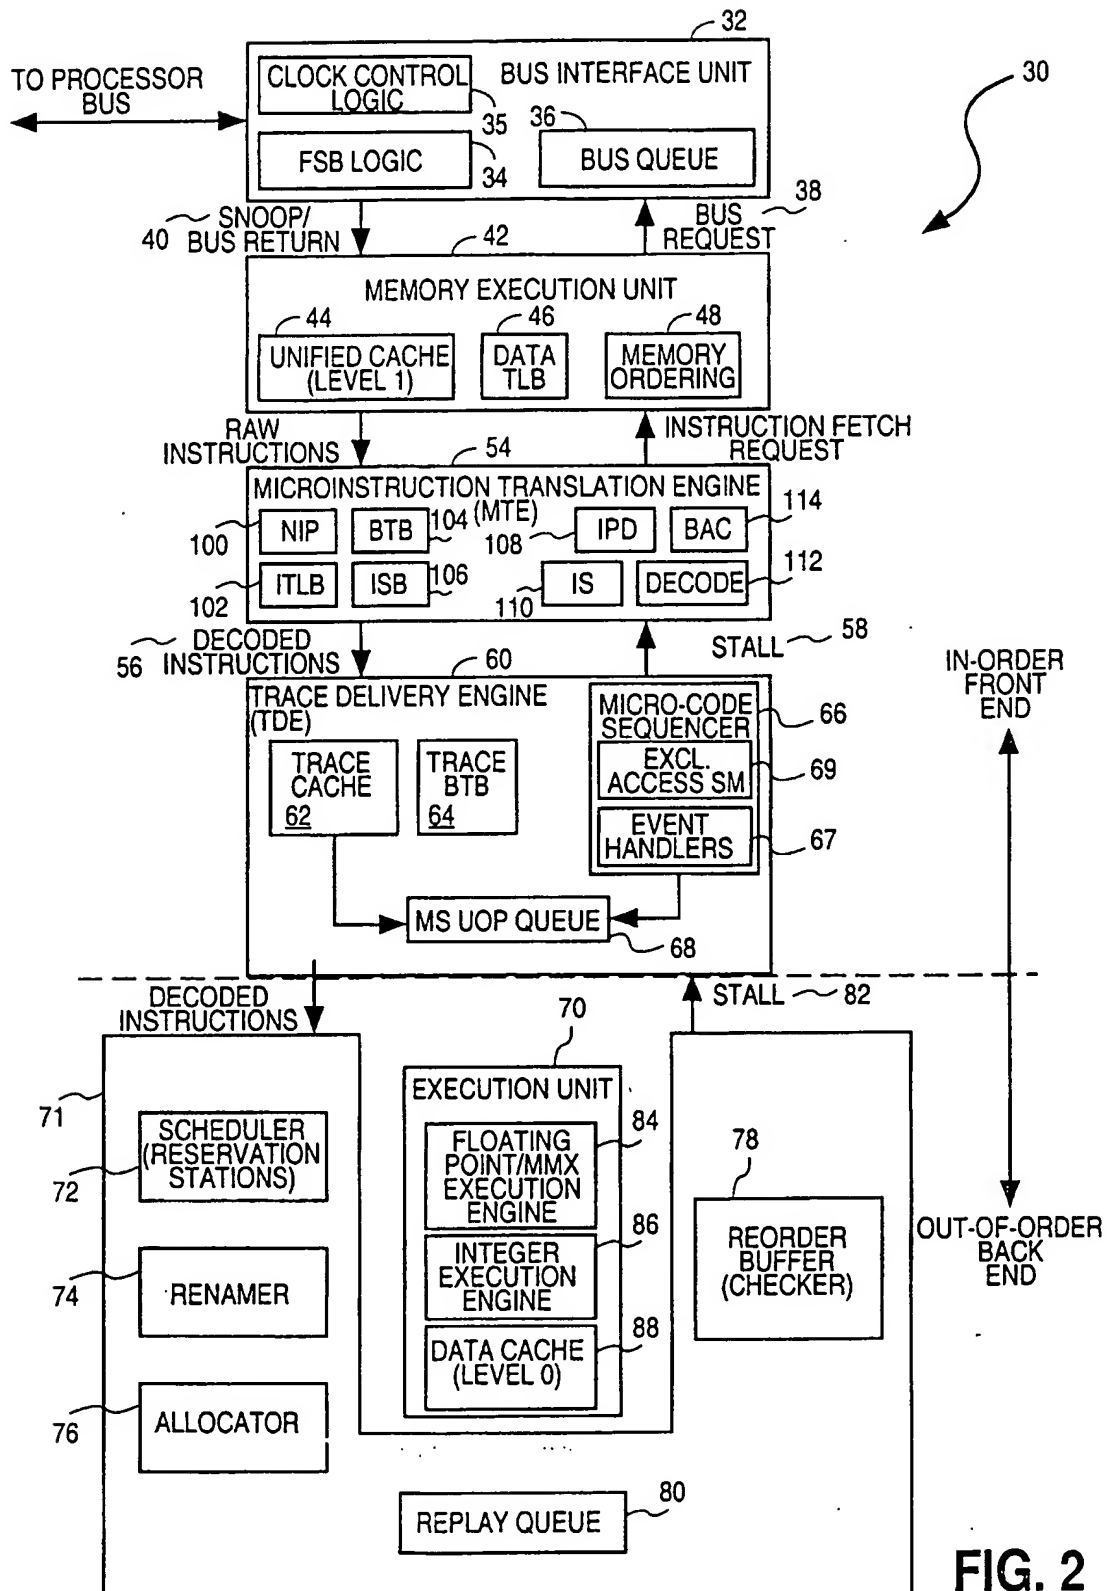 32
TO PROCESSOR
BUS
CLOCK CONTROL
LOGIC
35
BUS INTERFACE UNIT
30
FSB LOGIC
34
36
BUS QUEUE
40
SNOOP/
BUS RETURN
42
BUS
REQUEST
38
MEMORY EXECUTION UNIT
44
UNIFIED CACHE
(LEVEL 1)
46
DATA
TLB
48
MEMORY
ORDERING
RAW
INSTRUCTIONS
54
INSTRUCTION FETCH
REQUEST
MICROINSTRUCTION TRANSLATION ENGINE
(MTE)
100
NIP
BTB
104
108
IPD
BAC
114
102
ITLB
ISB
106
110
IS
DECODE
112
56
DECODED
INSTRUCTIONS
60
STALL
58
IN-ORDER
FRONT
END
TRACE DELIVERY ENGINE
(TDE)
MICRO-CODE
SEQUENCER
66
TRACE
CACHE
62
TRACE
BTB
64
EXCL.
ACCESS SM
69
EVENT
HANDLERS
67
MS UOP QUEUE
68
DECODED
INSTRUCTIONS
STALL
82
70
71
EXECUTION UNIT
SCHEDULER
(RESERVATION
STATIONS)
72
FLOATING
POINT/MMX
EXECUTION
ENGINE
84
78
REORDER
BUFFER
(CHECKER)
OUT-OF-ORDER
BACK
END
74
RENAMER
INTEGER
EXECUTION
ENGINE
86
DATA CACHE
(LEVEL 0)
88
76
ALLOCATOR
REPLAY QUEUE
80
FIG. 2